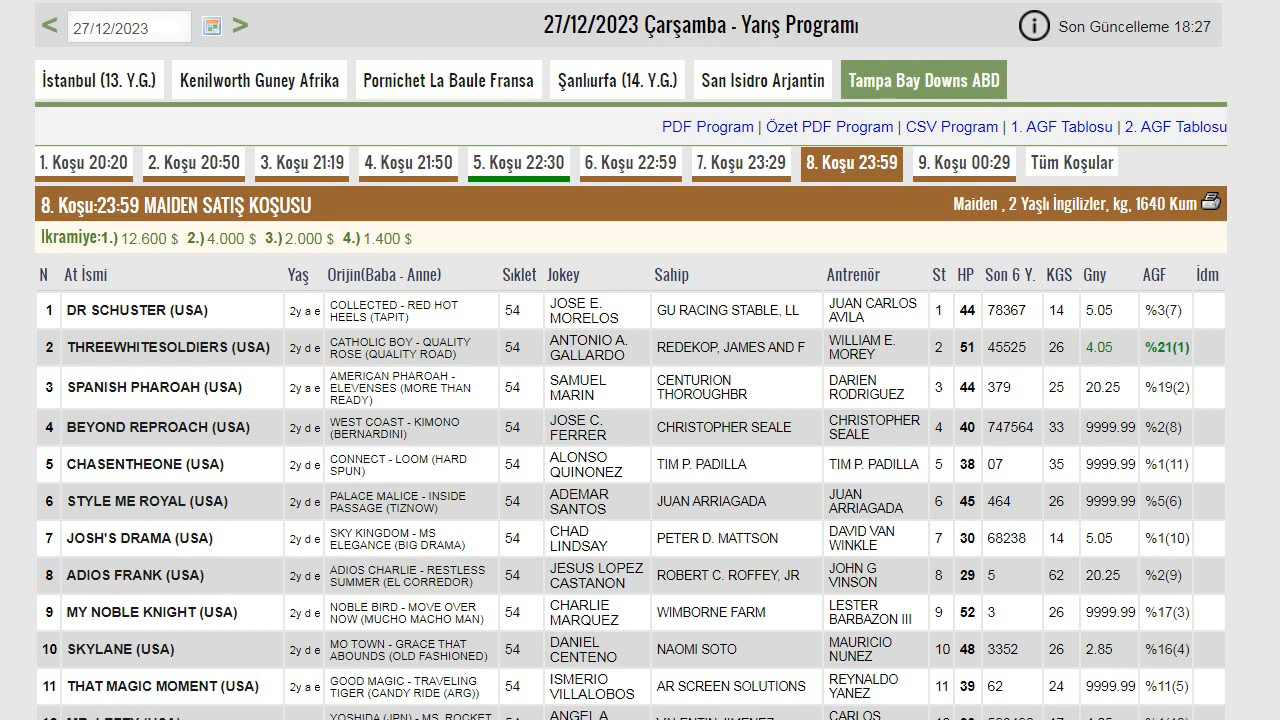 < 27/12/2023 > 27/12/2023 Çarşamba - Yarış Programı Son Güncelleme 18:27
İstanbul (13. Y.G.) Kenilworth Guney Afrika Pornichet La Baule Fransa Şanlıurfa (14. Y.G.) San Isidro Arjantin Tampa Bay Downs ABD
PDF Program | Özet PDF Program | CSV Program | 1. AGF Tablosu | 2. AGF Tablosu
1. Koşu 20:20 2. Koşu 20:50 3. Koşu 21:19 4. Koşu 21:50 5. Koşu 22:30 6. Koşu 22:59 7. Koşu 23:29 8. Koşu 23:59 9. Koşu 00:29 Tüm Koşular
8. Koşu:23:59 MAIDEN SATIŞ KOŞUSU Maiden , 2 Yaşlı İngilizler, kg, 1640 Kum
Ikramiye:1.) 12.600 $ 2.) 4.000 $ 3.) 2.000 $ 4.) 1.400 $
N At İsmi Yaş Orijin(Baba - Anne) Sıklet Jokey Sahip Antrenör St HP Son 6 Y. KGS Gny AGF İdm
1 DR SCHUSTER (USA) 2y a e COLLECTED - RED HOT HEELS (TAPIT) 54 JOSE E. MORELOS GU RACING STABLE, LL JUAN CARLOS AVILA 1 44 78367 14 5.05 %3(7)
2 THREEWHITESOLDIERS (USA) 2y d e CATHOLIC BOY - QUALITY ROSE (QUALITY ROAD) 54 ANTONIO A. GALLARDO REDEKOP, JAMES AND F WILLIAM E. MOREY 2 51 45525 26 4.05 %21(1)
3 SPANISH PHAROAH (USA) 2y a e AMERICAN PHAROAH - ELEVENSES (MORE THAN READY) 54 SAMUEL MARIN CENTURION THOROUGHBR DARIEN RODRIGUEZ 3 44 379 25 20.25 %19(2)
4 BEYOND REPROACH (USA) 2y d e WEST COAST - KIMONO (BERNARDINI) 54 JOSE C. FERRER CHRISTOPHER SEALE CHRISTOPHER SEALE 4 40 747564 33 9999.99 %2(8)
5 CHASENTHEONE (USA) 2y d e CONNECT - LOOM (HARD SPUN) 54 ALONSO QUINONEZ TIM P. PADILLA TIM P. PADILLA 5 38 07 35 9999.99 %1(11)
6 STYLE ME ROYAL (USA) 2y d e PALACE MALICE - INSIDE PASSAGE (TIZNOW) 54 ADEMAR SANTOS JUAN ARRIAGADA JUAN ARRIAGADA 6 45 464 26 9999.99 %5(6)
7 JOSH'S DRAMA (USA) 2y d e SKY KINGDOM - MS ELEGANCE (BIG DRAMA) 54 CHAD LINDSAY PETER D. MATTSON DAVID VAN WINKLE 7 30 68238 14 5.05 %1(10)
8 ADIOS FRANK (USA) 2y d e ADIOS CHARLIE - RESTLESS SUMMER (EL CORREDOR) 54 JESUS LOPEZ CASTANON ROBERT C. ROFFEY, JR JOHN G VINSON 8 29 5 62 20.25 %2(9)
9 MY NOBLE KNIGHT (USA) 2y d e NOBLE BIRD - MOVE OVER NOW (MUCHO MACHO MAN) 54 CHARLIE MARQUEZ WIMBORNE FARM LESTER BARBAZON III 9 52 3 26 9999.99 %17(3)
10 SKYLANE (USA) 2y d e MO TOWN - GRACE THAT ABOUNDS (OLD FASHIONED) 54 DANIEL CENTENO NAOMI SOTO MAURICIO NUNEZ 10 48 3352 26 2.85 %16(4)
11 THAT MAGIC MOMENT (USA) 2y a e GOOD MAGIC - TRAVELING TIGER (CANDY RIDE (ARG)) 54 ISMERIO VILLALOBOS AR SCREEN SOLUTIONS REYNALDO YANEZ 11 39 62 24 9999.99 %11(5)
YOSHIDA (JPN) - MS. ROCKET ANGELA CARLOS